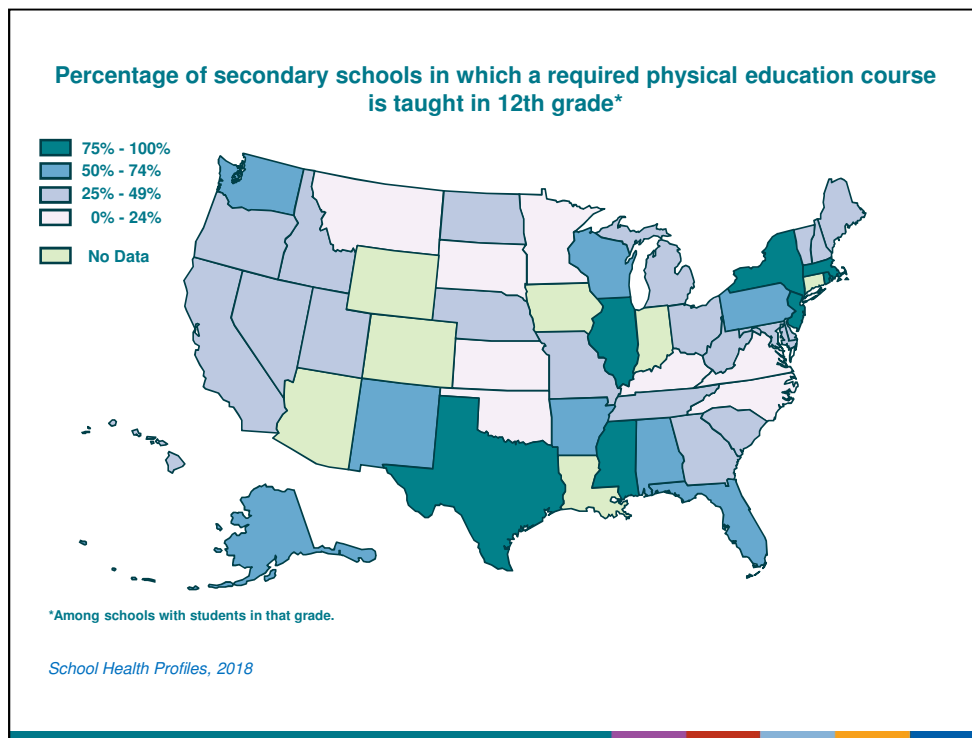 Percentage of secondary schools in which a required physical education course
is taught in 12th grade*
75% - 100%
50% - 74%
25% - 49%
0% - 24%
No Data
*Among schools with students in that grade.
School Health Profiles, 2018